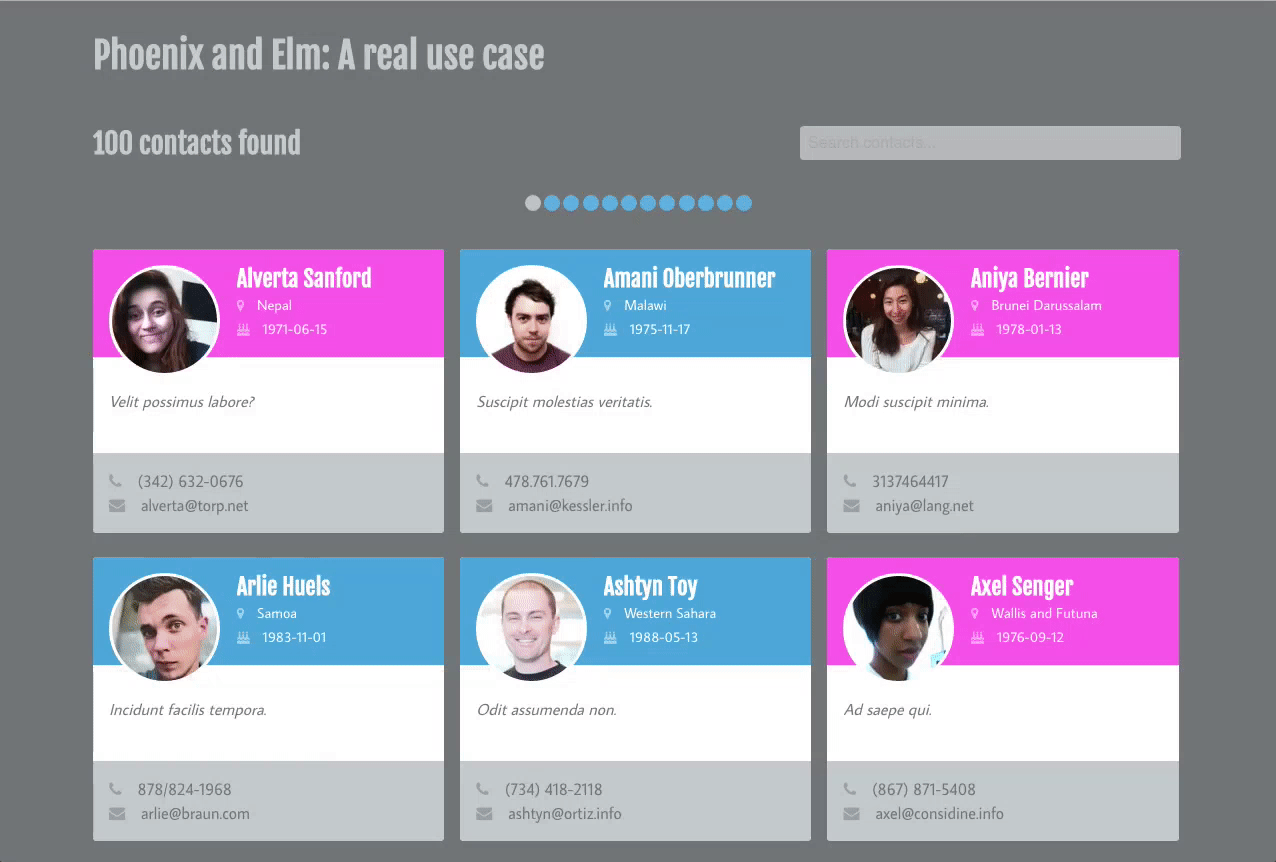 Phoenix and Elm: A real use case
100 contacts found
Search contacts...
Alverta Sanford
Nepal
1971-06-15
Velit possimus labore?
(342) 632-0676
alverta@torp.net
Amani Oberbrunner
Malawi
1975-11-17
Suscipit molestias veritatis.
478.761.7679
amani@kessler.info
Aniya Bernier
Brunei Darussalam
1978-01-13
Modi suscipit minima.
3137464417
aniya@lang.net
Arlie Huels
Samoa
1983-11-01
Incidunt facilis tempora.
878/824-1968
arlie@braun.com
Ashtyn Toy
Western Sahara
1988-05-13
Odit assumenda non.
(734) 418-2118
ashtyn@ortiz.info
Axel Senger
Wallis and Futuna
1976-09-12
Ad saepe qui.
(867) 871-5408
axel@considine.info